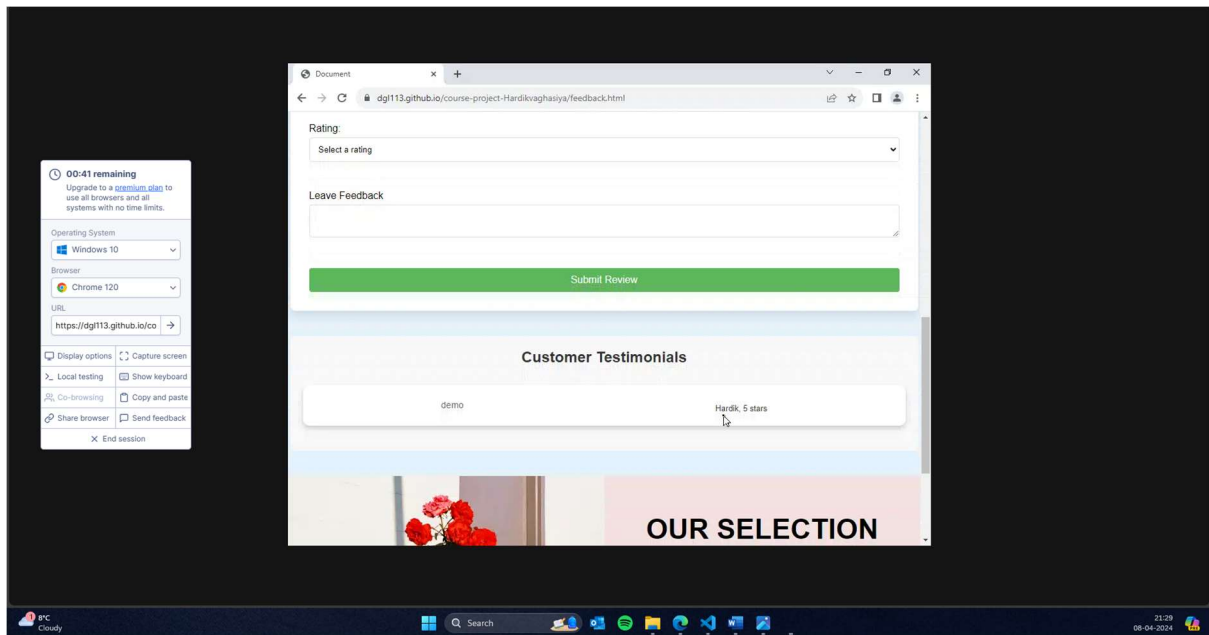 Document
dgl113.github.io/course-project-Hardikvaghasiya/feedback.html
Rating:
Select a rating
Leave Feedback
Submit Review
Customer Testimonials
demo
Hardik, 5 stars
OUR SELECTION
00:41 remaining
Upgrade to a premium plan to
use all browsers and all
systems with no time limits.
Operating System
Windows 10
Browser
Chrome 120
URL
https://dgl113.github.io/co
Display options
Capture screen
>_ Local testing
Show keyboard
Co-browsing
Copy and paste
Share browser
Send feedback
End session
1
8°C
Cloudy
Search
21:29
08-04-2024